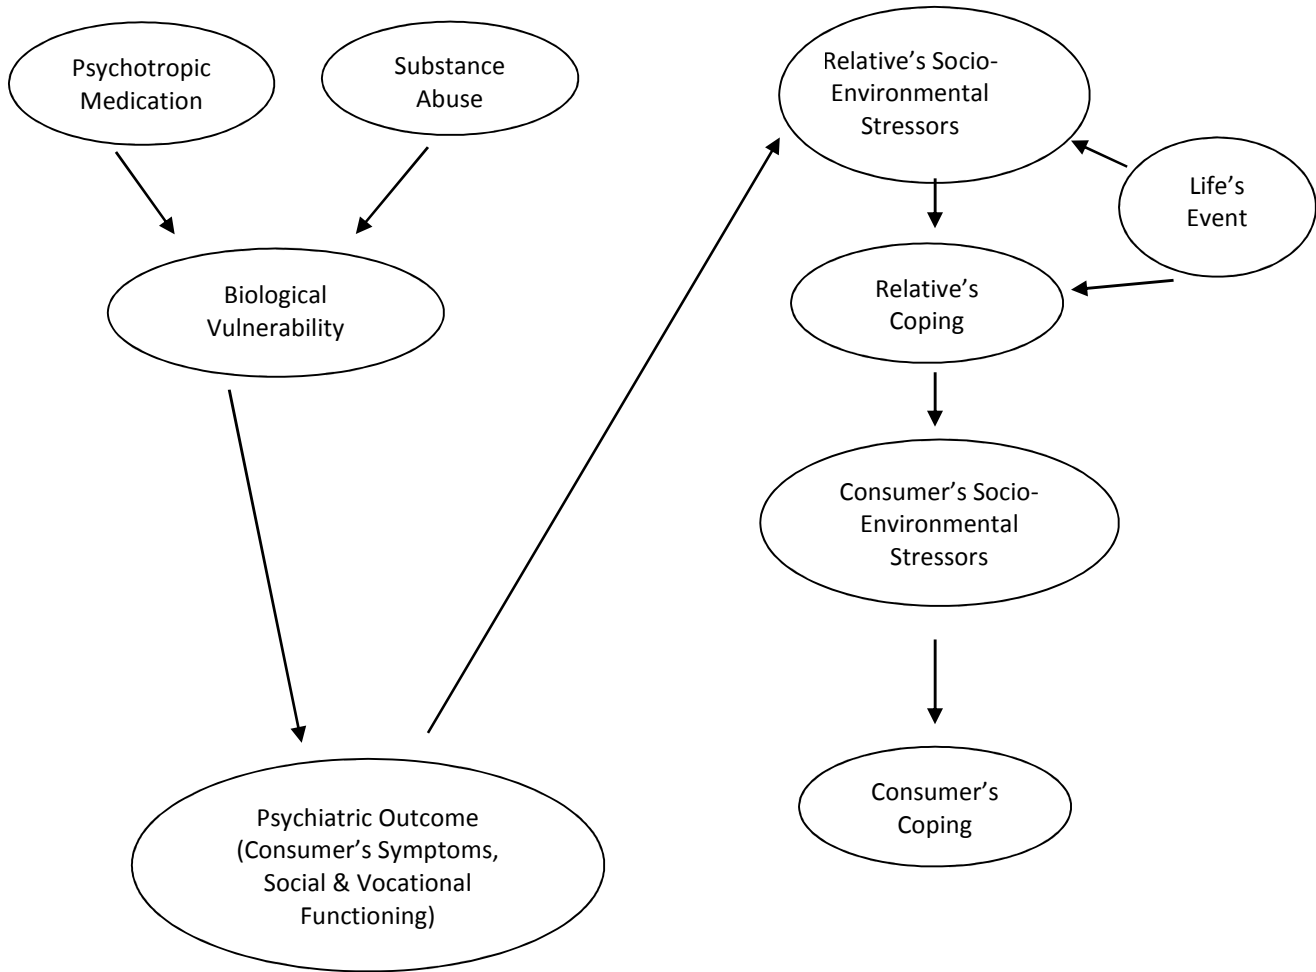 Psychotropic
Medication
Substance
Abuse
Relative’s Socio-
Environmental
Stressors
Life’s
Event
Biological
Vulnerability
Relative’s
Coping
Consumer’s Socio-
Environmental
Stressors
Psychiatric Outcome
(Consumer’s Symptoms,
Social & Vocational
Functioning)
Consumer’s
Coping